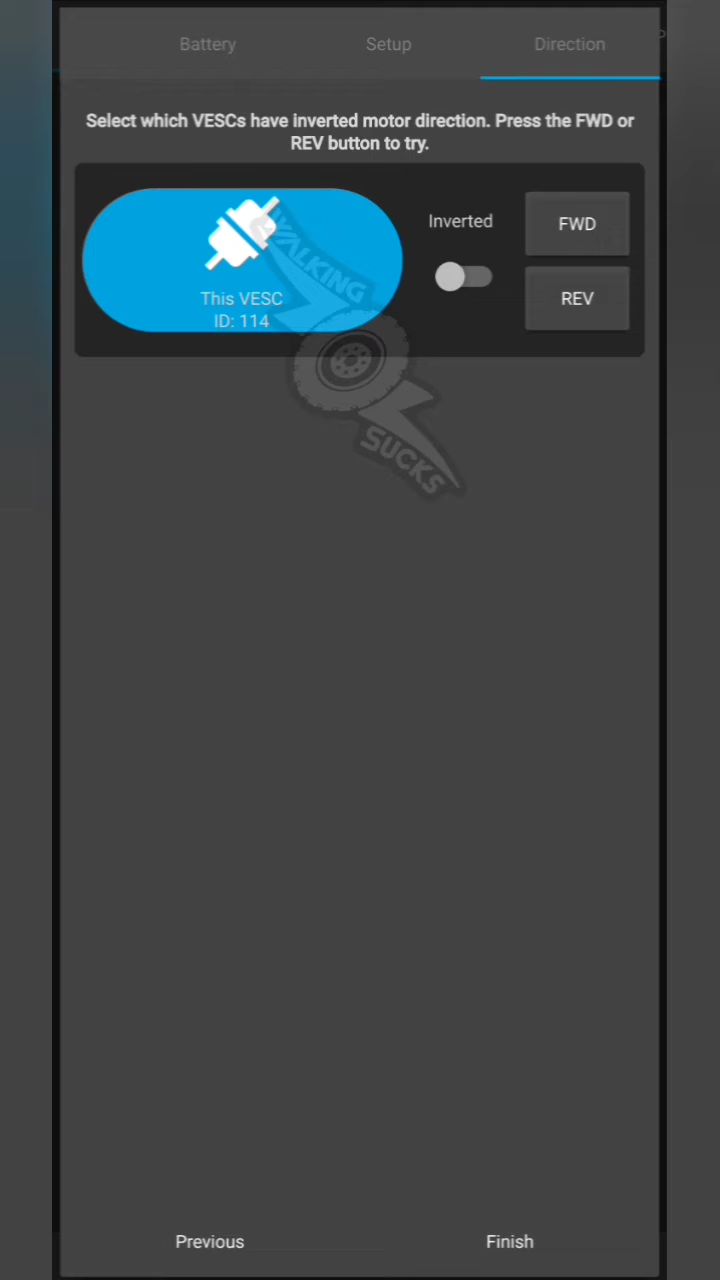 Battery Setup Direction
Select which VESCs have inverted motor direction. Press the FWD or
REV button to try.
Inverted
FWD
This VESC
ID: 114
REV
WALKING
SUCKS
Previous Finish